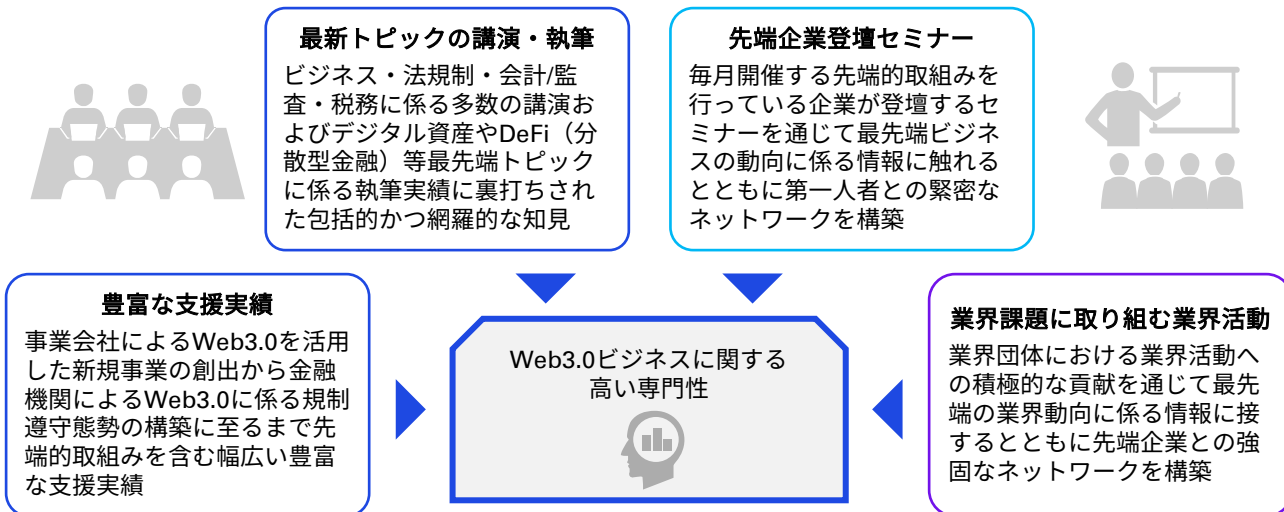 最新トピックの講演・執筆
ビジネス・法規制・会計/監
査・税務に係る多数の講演お
よびデジタル資産やDeFi（分
散型金融）等最先端トピック
に係る執筆実績に裏打ちされ
た包括的かつ網羅的な知見
先端企業登壇セミナー
毎月開催する先端的取組みを
行っている企業が登壇するセ
ミナーを通じて最先端ビジネ
スの動向に係る情報に触れる
とともに第一人者との緊密な
ネットワークを構築
豊富な支援実績
事業会社によるWeb3.0を活用
した新規事業の創出から金融
機関によるWeb3.0に係る規制
遵守態勢の構築に至るまで先
端的取組みを含む幅広い豊富
な支援実績
Web3.0ビジネスに関する
高い専門性
業界課題に取り組む業界活動
業界団体における業界活動へ
の積極的な貢献を通じて最先
端の業界動向に係る情報に接
するとともに先端企業との強
固なネットワークを構築